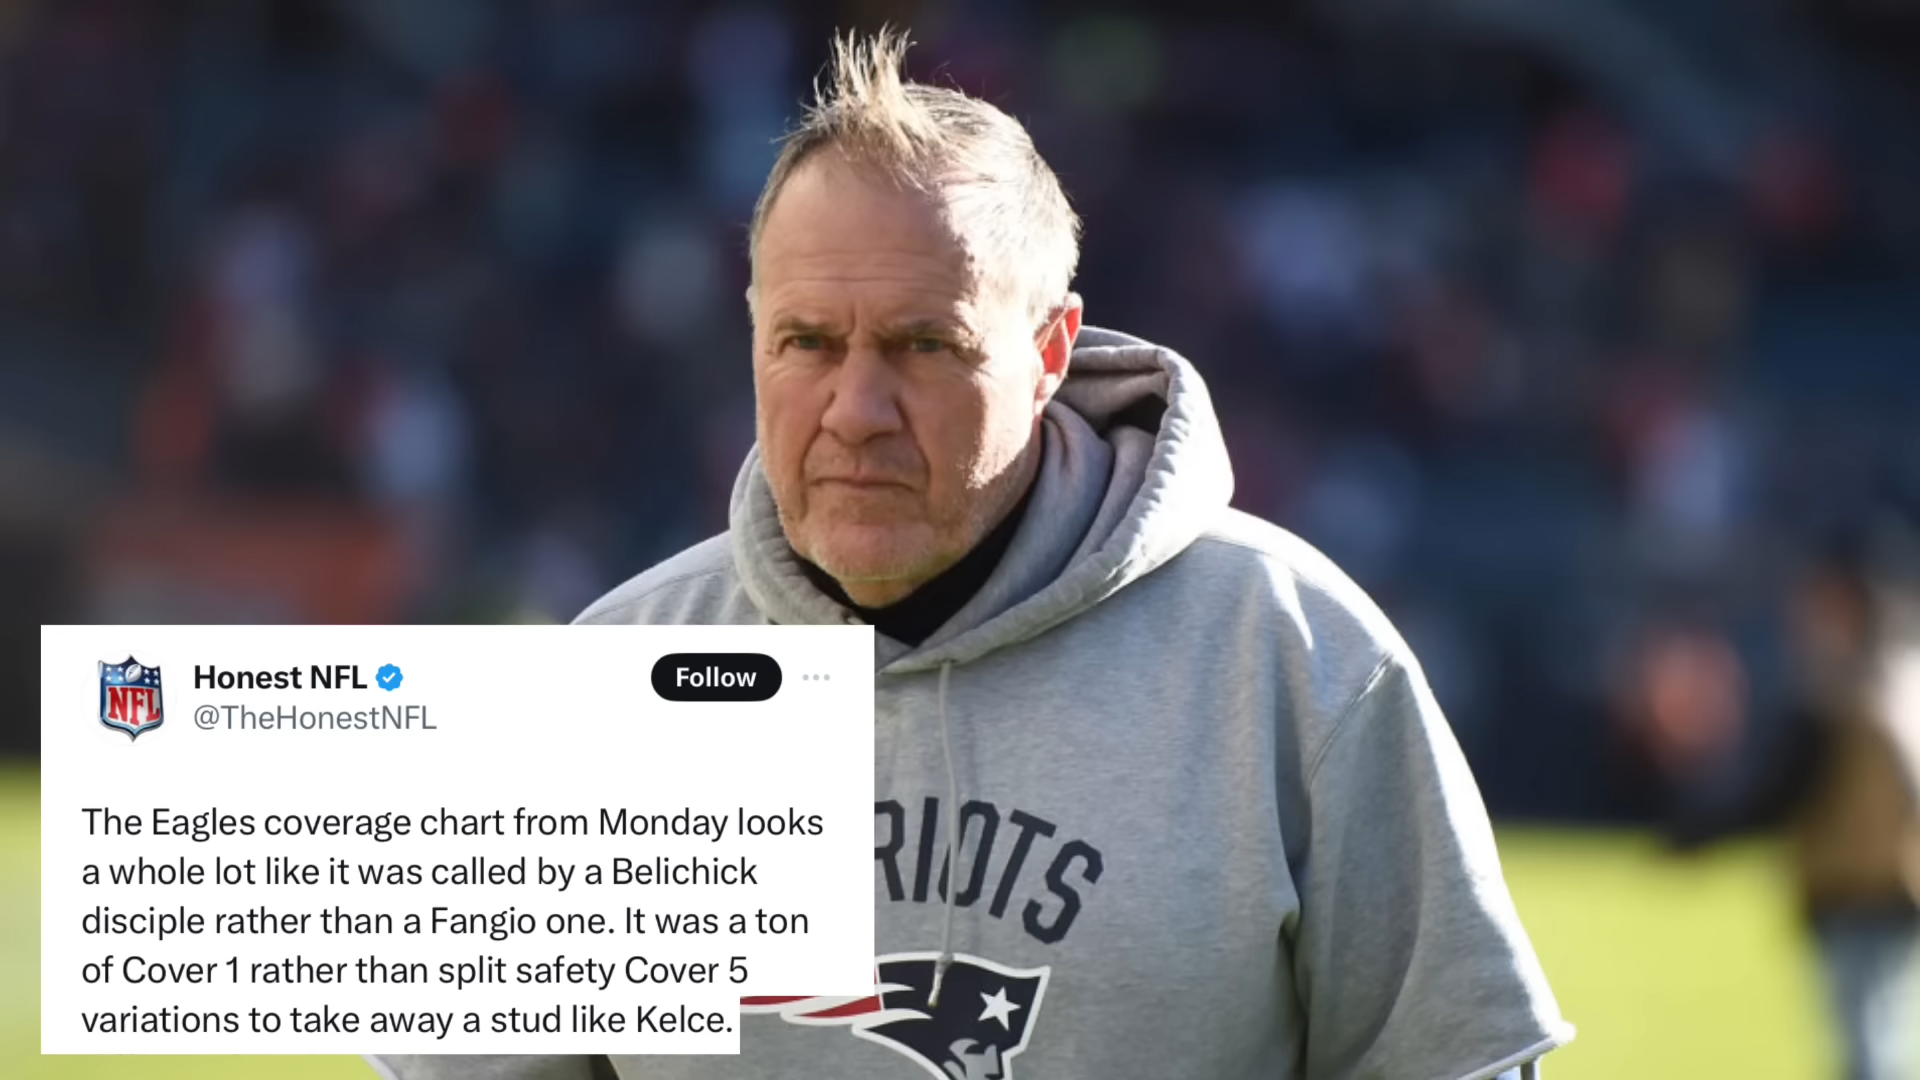 NFL
Honest NFL
@TheHonestNFL
Follow
The Eagles coverage chart from Monday looks
a whole lot like it was called by a Belichick
disciple rather than a Fangio one. It was a ton
of Cover 1 rather than split safety Cover 5
variations to take away a stud like Kelce.
RIOTS